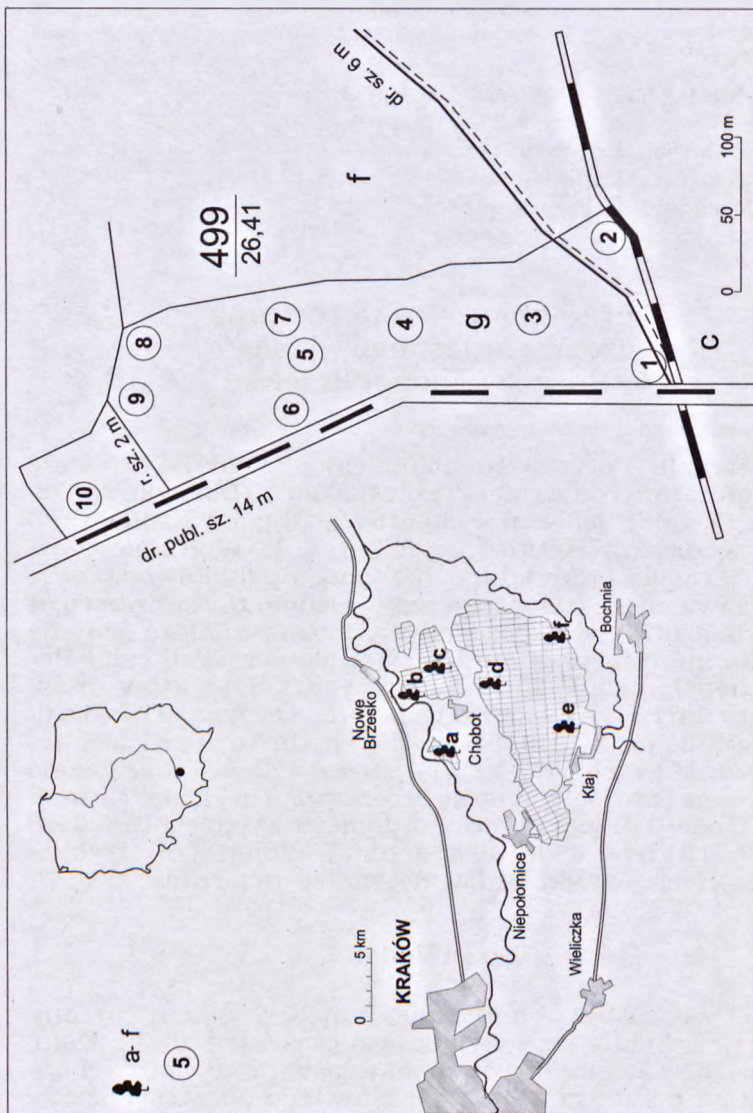 a - f
5
KRAKÓW
0 5 km
Nowe
Brzesko
b
c
a
Chobot
d
f
e
Niepołomice
Kłaj
Wieliczka
Bochnia
dr. publ. sz. 14 m
r. sz. 2 m
10
9
8
6
5
7
4
g
3
1
2
C
499
26,41
f
dr. sz. 6 m
0 50 100 m